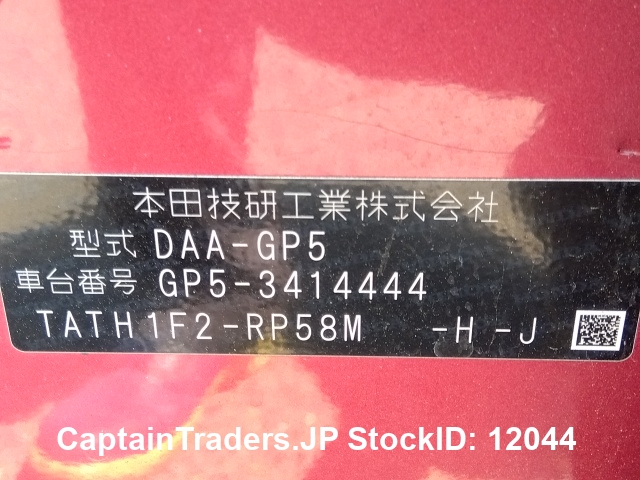 本田技研工業株式会社
型式 DAA-GP5
車台番号 GP5-3414444
TATH1F2-RP58M -H -J
CaptainTraders.JP StockID: 12044